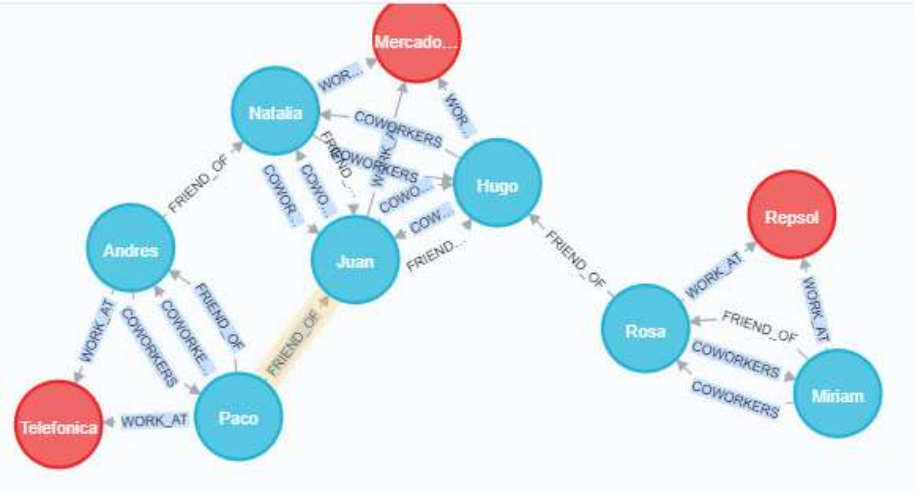 Mercado...
WOR...
Natalia
WOR...
COWORKERS
FRIEND_OF
FRIEND...
COWORKERS
WORK_A
COWOR...
COWO...
COWO...
Hugo
COW...
FRIEND...
Andres
Juan
Repsol
FRIEND_OF
WORK_AT
WORK_AT
FRIEND_OF
COWORKE...
COWORKERS
WORK_AT
FRIEND_OF
Rosa
FRIEND_OF
COWORKERS
COWORKERS
Miriam
Telefonica
WORK_AT
Paco